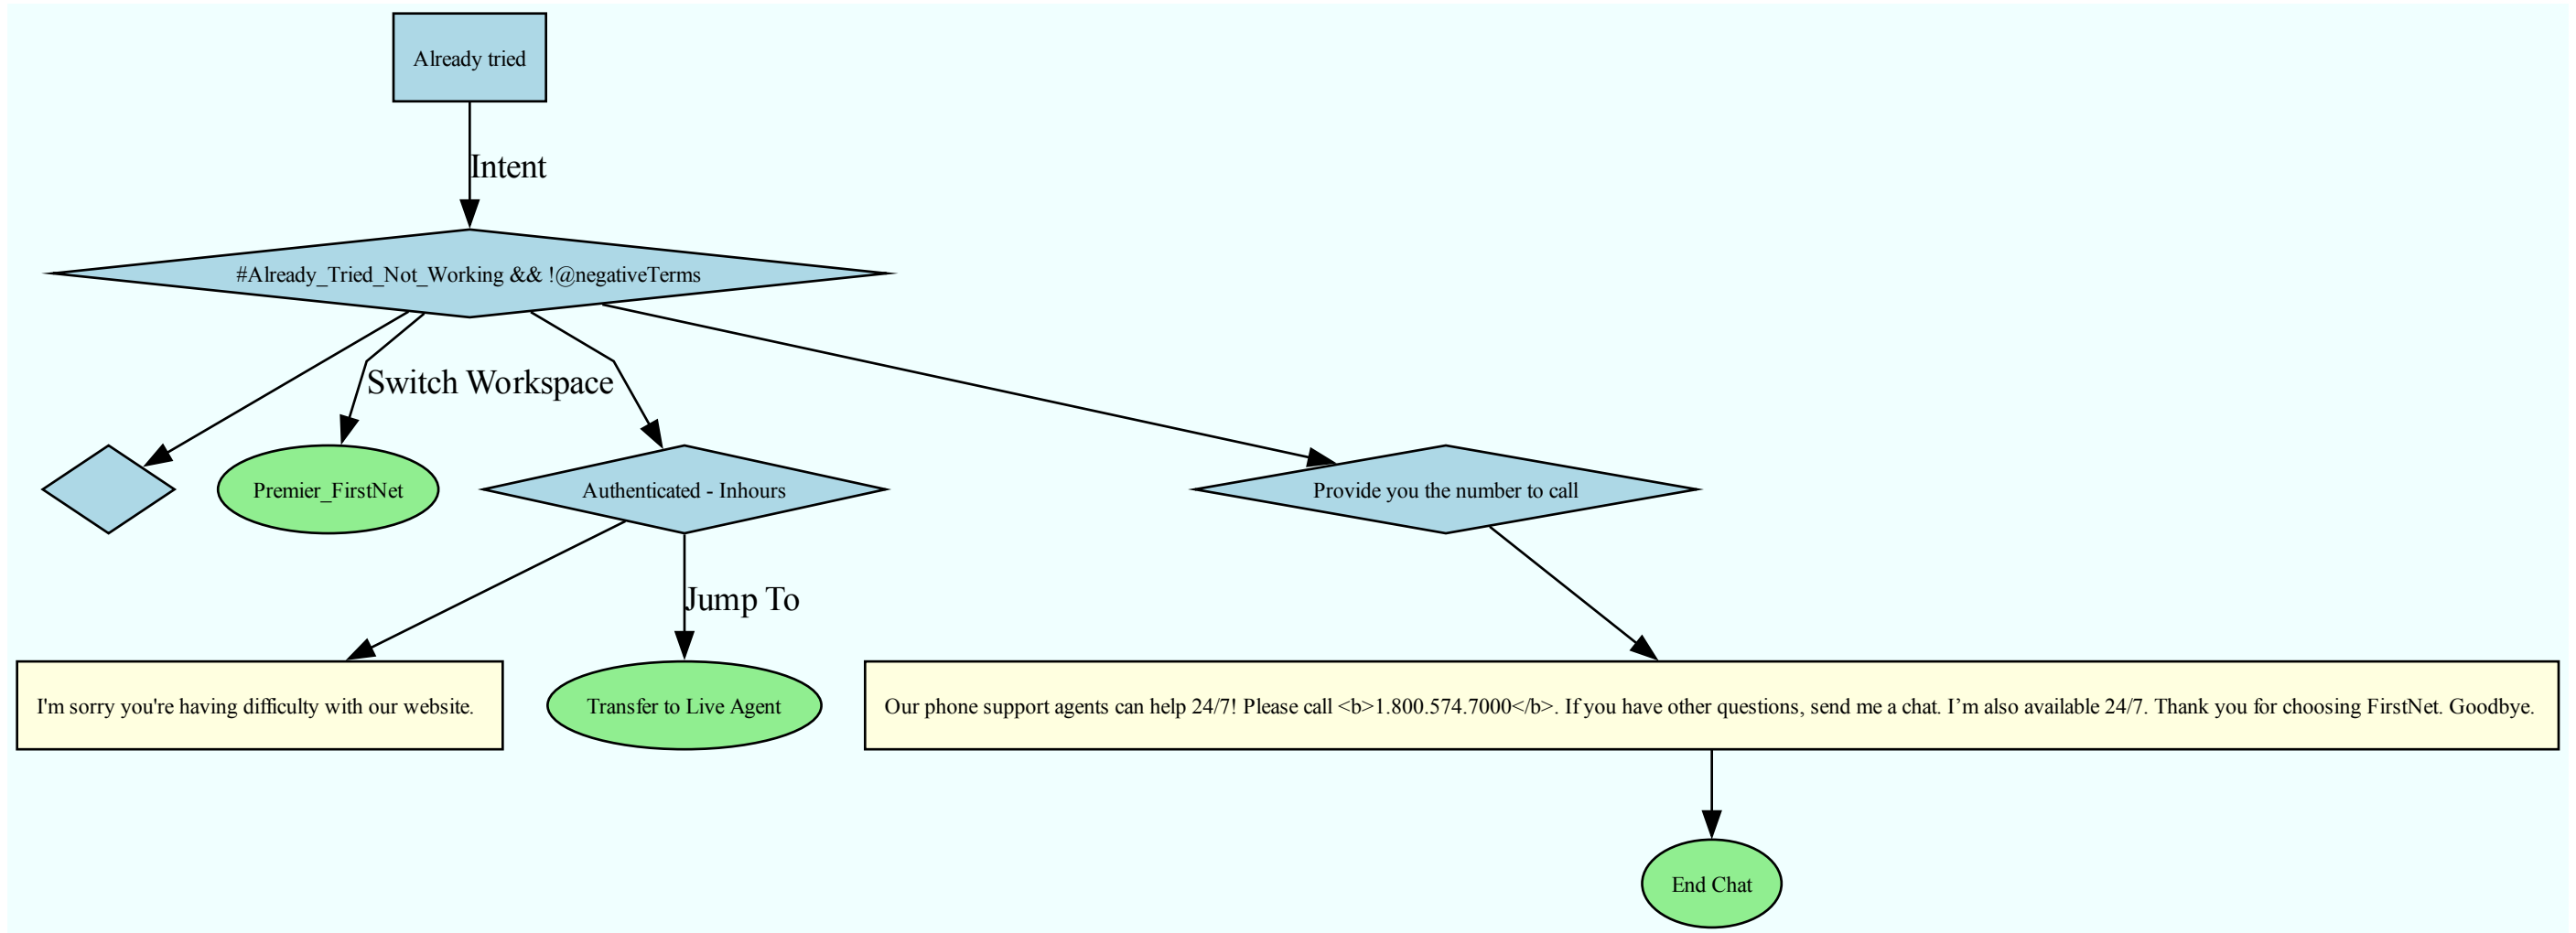 Already tried
Intent
#Already_Tried_Not_Working && !@negativeTerms
Switch Workspace
Premier_FirstNet
Authenticated - Inhours
Provide you the number to call
Jump To
I'm sorry you're having difficulty with our website.
Transfer to Live Agent
Our phone support agents can help 24/7! Please call <b>1.800.574.7000</b>. If you have other questions, send me a chat. I’m also available 24/7. Thank you for choosing FirstNet. Goodbye.
End Chat